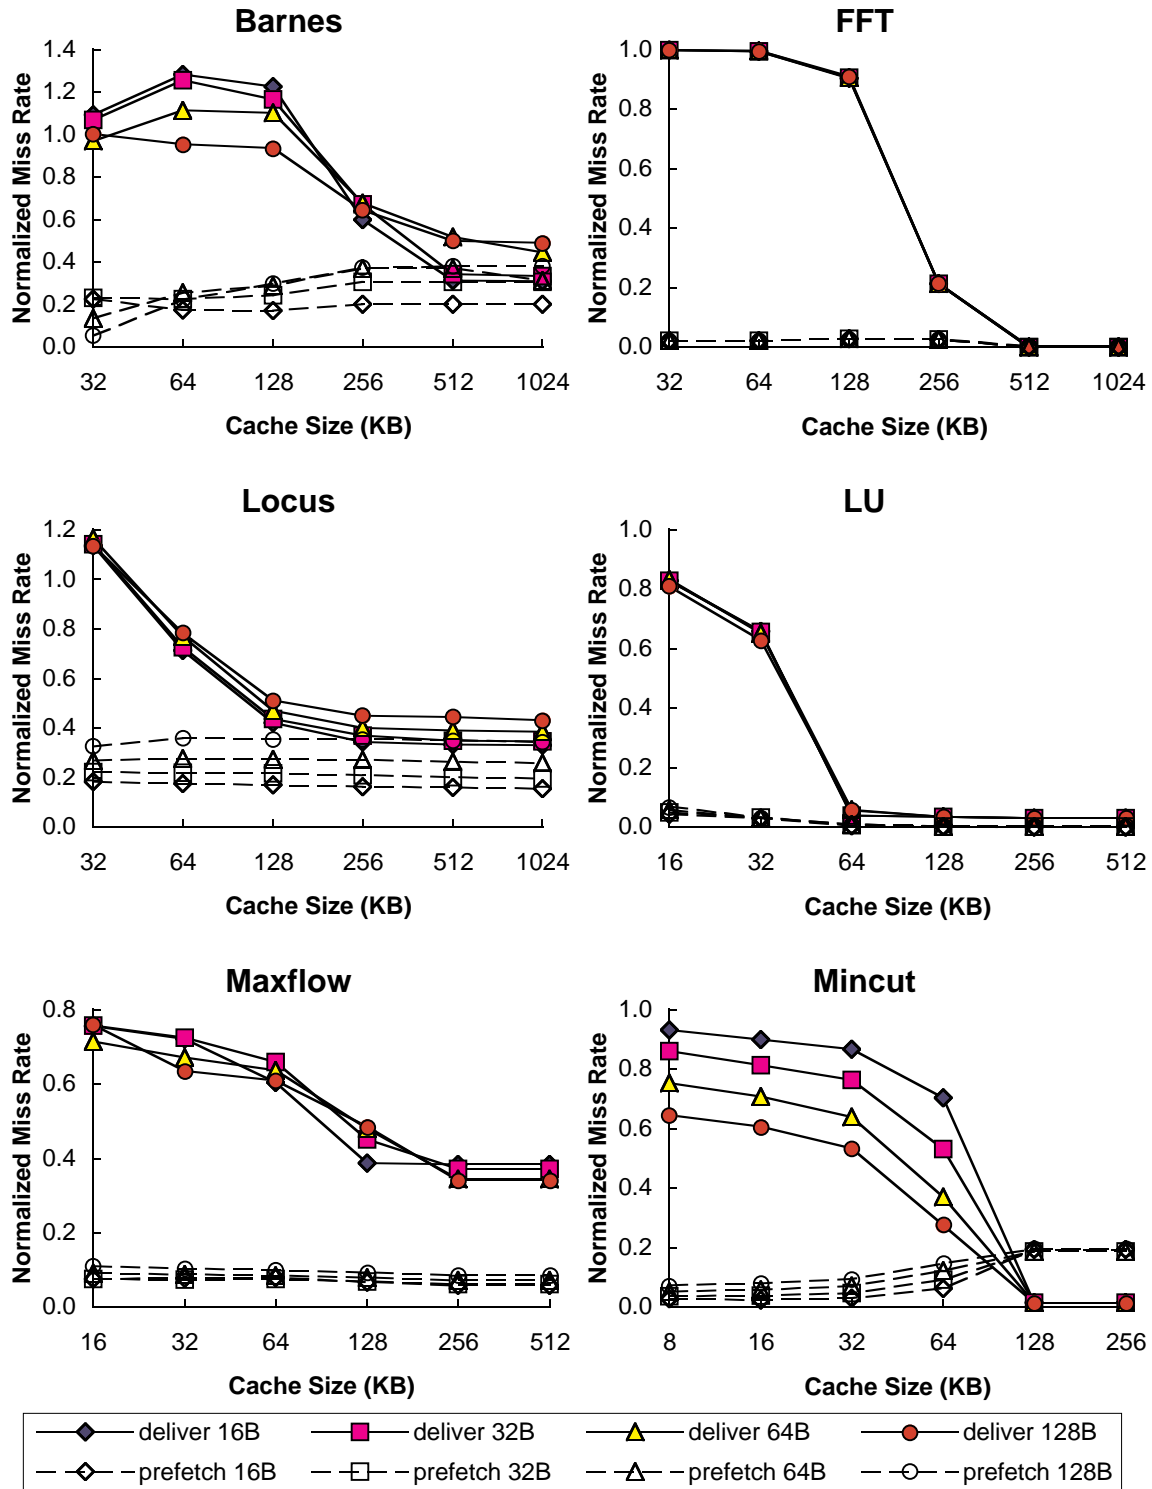 Barnes
Normalized Miss Rate
1.4
1.2
1.0
0.8
0.6
0.4
0.2
0.0
32 64 128 256 512 1024
Cache Size (KB)
FFT
Normalized Miss Rate
1.0
0.8
0.6
0.4
0.2
0.0
32 64 128 256 512 1024
Cache Size (KB)
Locus
Normalized Miss Rate
1.2
1.0
0.8
0.6
0.4
0.2
0.0
32 64 128 256 512 1024
Cache Size (KB)
LU
Normalized Miss Rate
1.0
0.8
0.6
0.4
0.2
0.0
16 32 64 128 256 512
Cache Size (KB)
Maxflow
Normalized Miss Rate
0.8
0.6
0.4
0.2
0.0
16 32 64 128 256 512
Cache Size (KB)
Mincut
Normalized Miss Rate
1.0
0.8
0.6
0.4
0.2
0.0
8 16 32 64 128 256
Cache Size (KB)
deliver 16B deliver 32B deliver 64B deliver 128B
prefetch 16B prefetch 32B prefetch 64B prefetch 128B